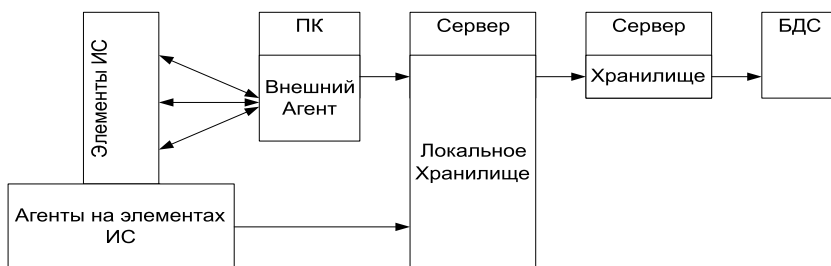 Элементы ИС
ПК
Внешний
Агент
Сервер
Локальное
Хранилище
Сервер
Хранилище
БДС
Агенты на элементах
ИС